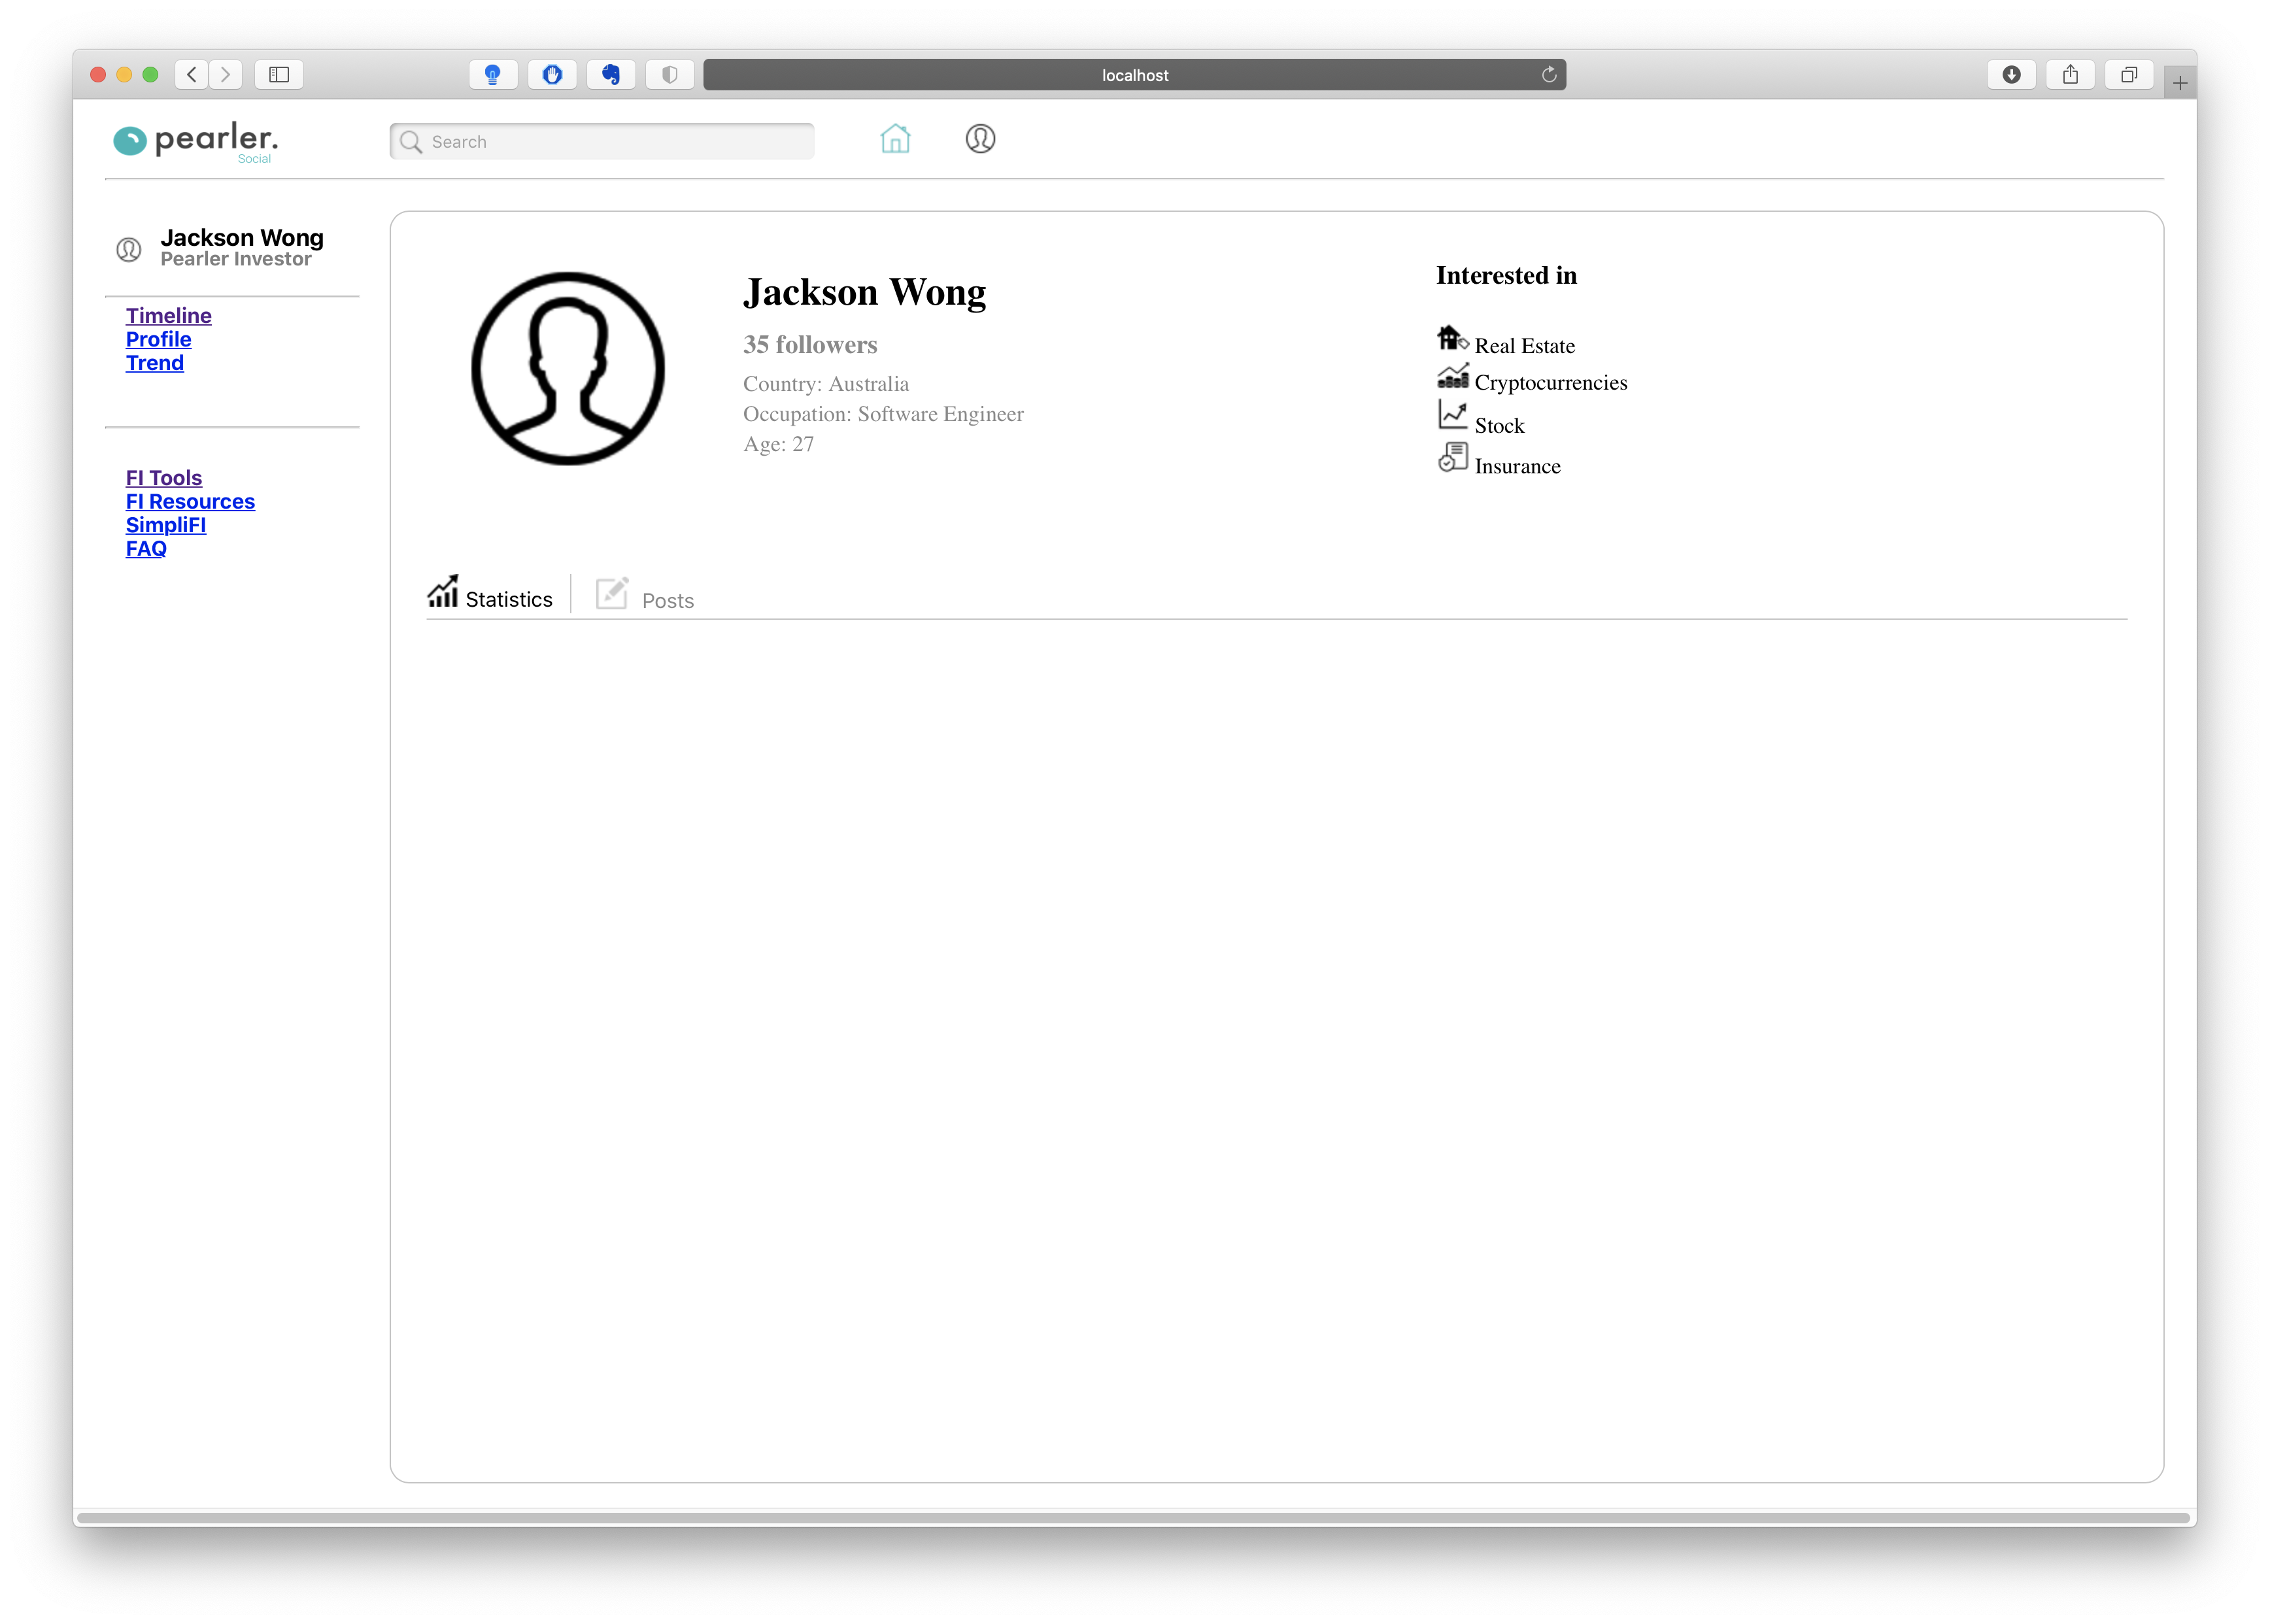 localhost
pearler.
Social
Search
Jackson Wong
Pearler Investor
Timeline
Profile
Trend
FI Tools
FI Resources
SimpliFI
FAQ
Jackson Wong
35 followers
Country: Australia
Occupation: Software Engineer
Age: 27
Interested in
Real Estate
Cryptocurrencies
Stock
Insurance
Statistics
Posts